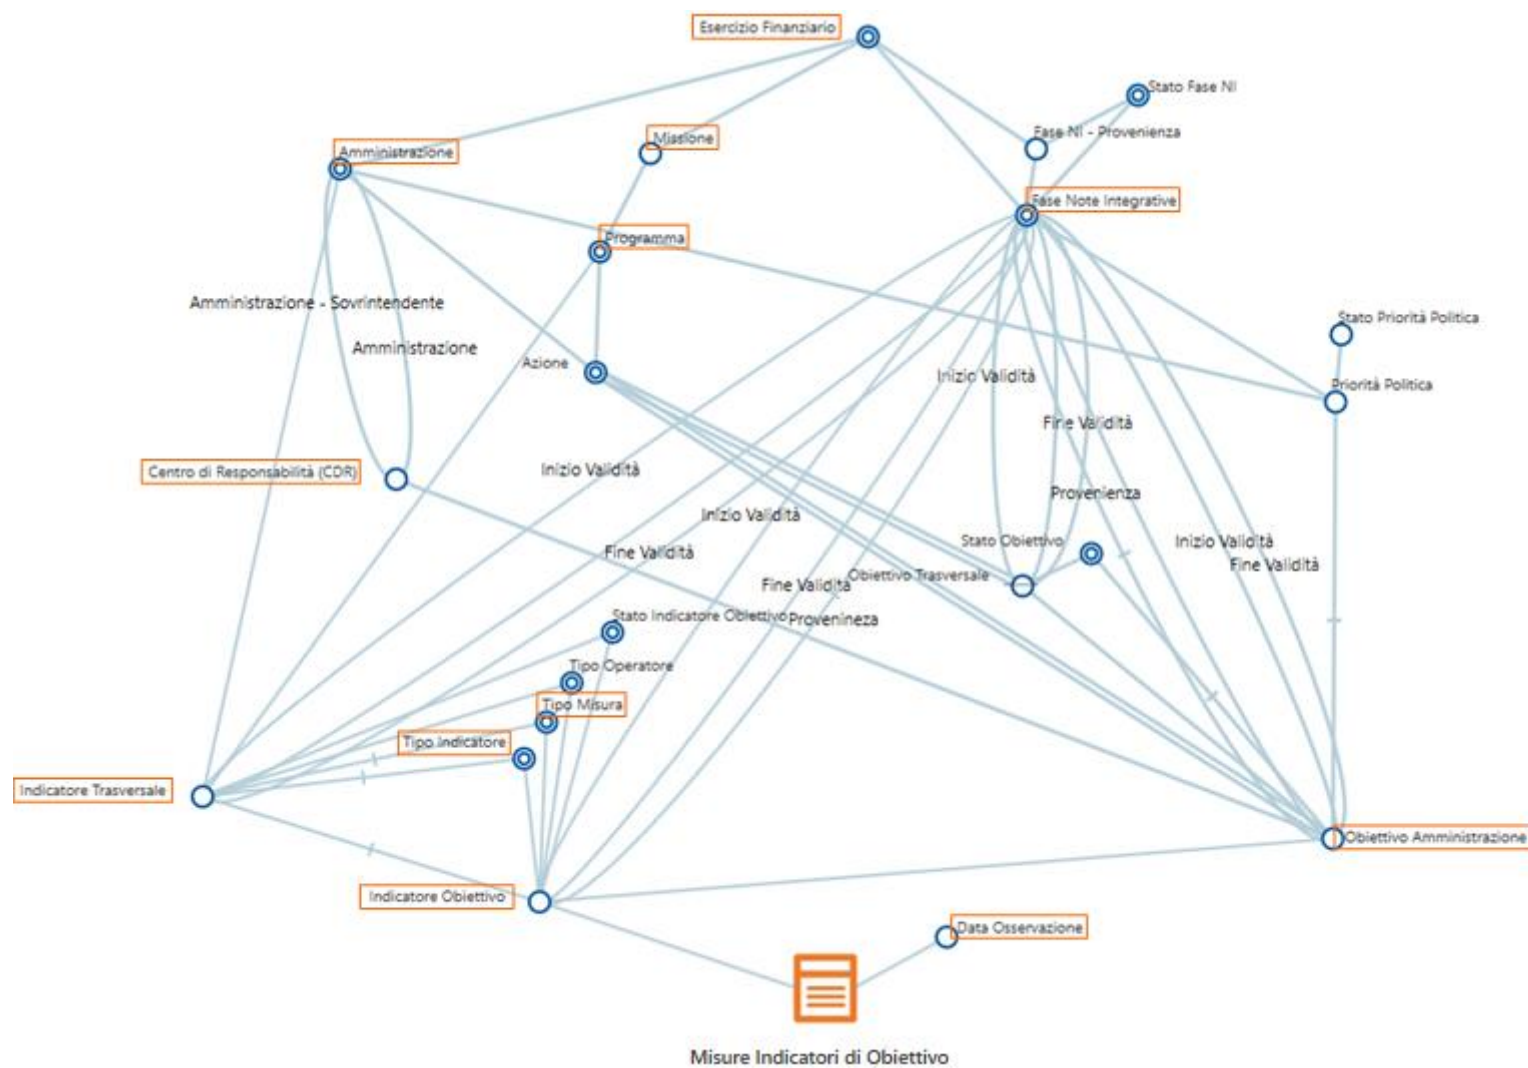 Esercizio Finanziario
Stato Fase NI
Fase NI - Provenienza
Missione
Amministrazione
Fase Note Integrative
Programma
Amministrazione - Sovrintendente
Stato Priorità Politica
Amministrazione
Azione
Inizio Validità
Priorità Politica
Fine Validità
Centro di Responsabilità (CDR)
Inizio Validità
Provenienza
Inizio Validità
Stato Obiettivo
Inizio Validità
Fine Validità
Fine Validità
Obiettivo Trasversale
Fine Validità
Stato Indicatore Obiettivo
Provenineza
Tipo Operatore
Tipo Misura
Tipo Indicatore
Indicatore Trasversale
Obiettivo Amministrazione
Indicatore Obiettivo
Data Osservazione
Misure Indicatori di Obiettivo